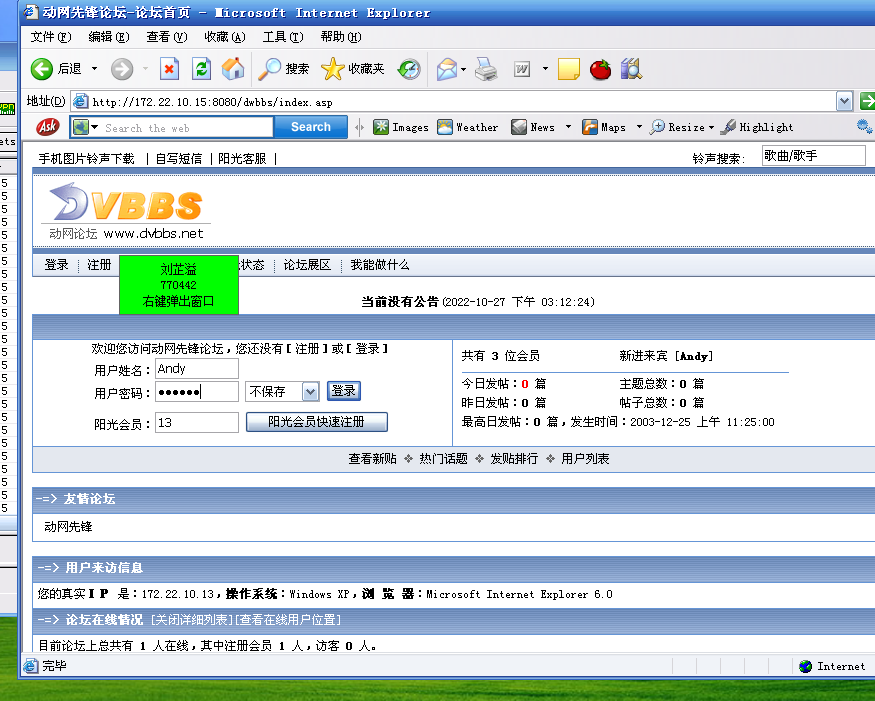 动网先锋论坛-论坛首页 - Microsoft Internet Explorer
文件(F) 编辑(E) 查看(V) 收藏(A) 工具(T) 帮助(H)
后退 搜索 收藏夹
地址(D) http://172.22.10.15:8080/dwbbs/index.asp
Ask Search the web Search Images Weather News Maps Resize Highlight
手机图片铃声下载 | 自写短信 | 阳光客服 | 铃声搜索: 歌曲/歌手
DVBBS
动网论坛 www.dvbbs.net
登录 注册 状态 论坛展区 我能做什么
刘芷溢
770442
右键弹出窗口
当前没有公告(2022-10-27 下午 03:12:24)
欢迎您访问动网先锋论坛，您还没有[ 注册 ]或[ 登录 ]
用户姓名： Andy
用户密码： ●●●●●● 不保存 登录
阳光会员： 13 阳光会员快速注册
共有 3 位会员 新进来宾 [Andy]
今日发帖：0 篇 主题总数：0 篇
昨日发帖：0 篇 帖子总数：0 篇
最高日发帖：0 篇，发生时间：2003-12-25 上午 11:25:00
查看新贴 ❖ 热门话题 ❖ 发贴排行 ❖ 用户列表
-=> 友情论坛
动网先锋
-=> 用户来访信息
您的真实ＩＰ 是：172.22.10.13，操作系统：Windows XP，浏 览 器：Microsoft Internet Explorer 6.0
-=> 论坛在线情况 [关闭详细列表][查看在线用户位置]
目前论坛上总共有 1 人在线，其中注册会员 1 人，访客 0 人。
完毕 Internet